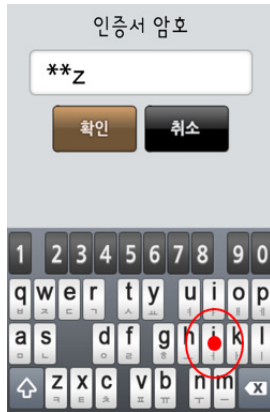 인증서 암호
**z
확인 취소
1 2 3 4 5 6 7 8 9 0
q w e r t y u i o p
ㅂ ㅈ ㄷ ㄱ ㅅ ㅛ ㅕ ㅑ ㅐ ㅔ
a s d f g h j k l
ㅁ ㄴ ㅇ ㄹ ㅎ ㅗ ㅓ ㅏ ㅣ
z x c v b n m
ㅋ ㅌ ㅊ ㅍ ㅠ ㅜ ㅡ